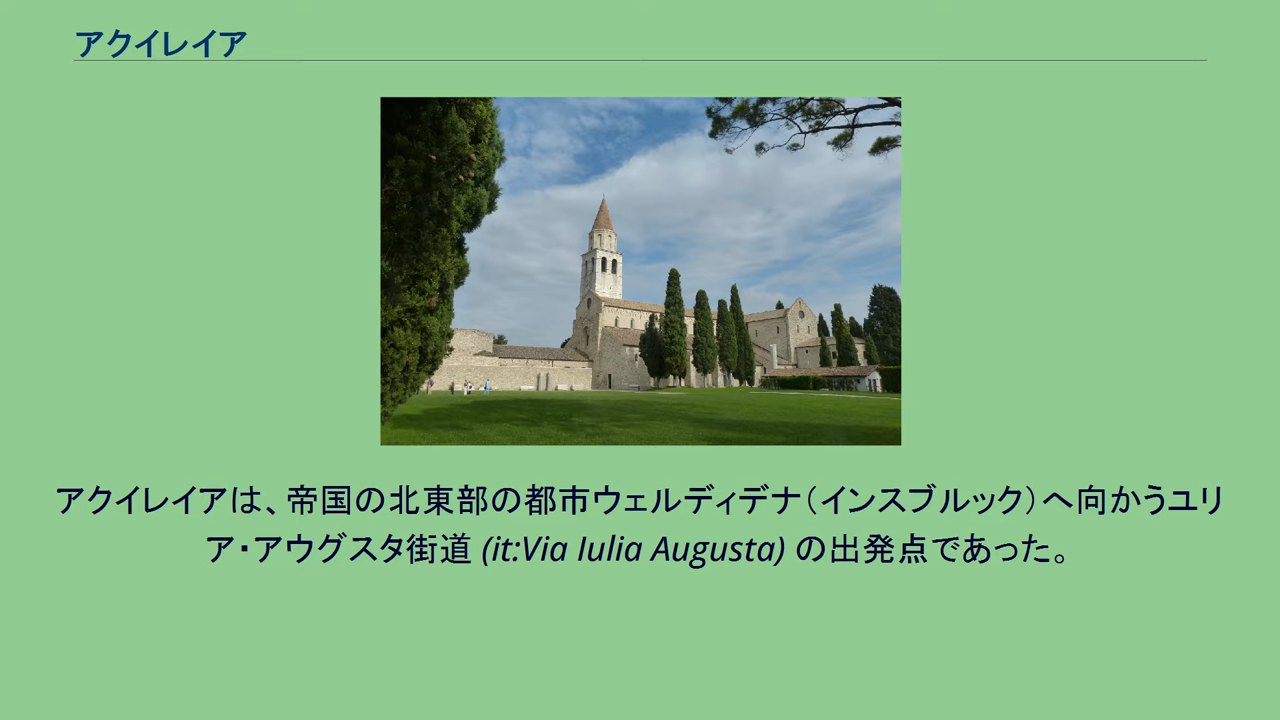 アクイレイア
アクイレイアは、帝国の北東部の都市ウェルディデナ（インスブルック）へ向かうユリ
ア・アウグスタ街道 (it:Via Iulia Augusta) の出発点であった。